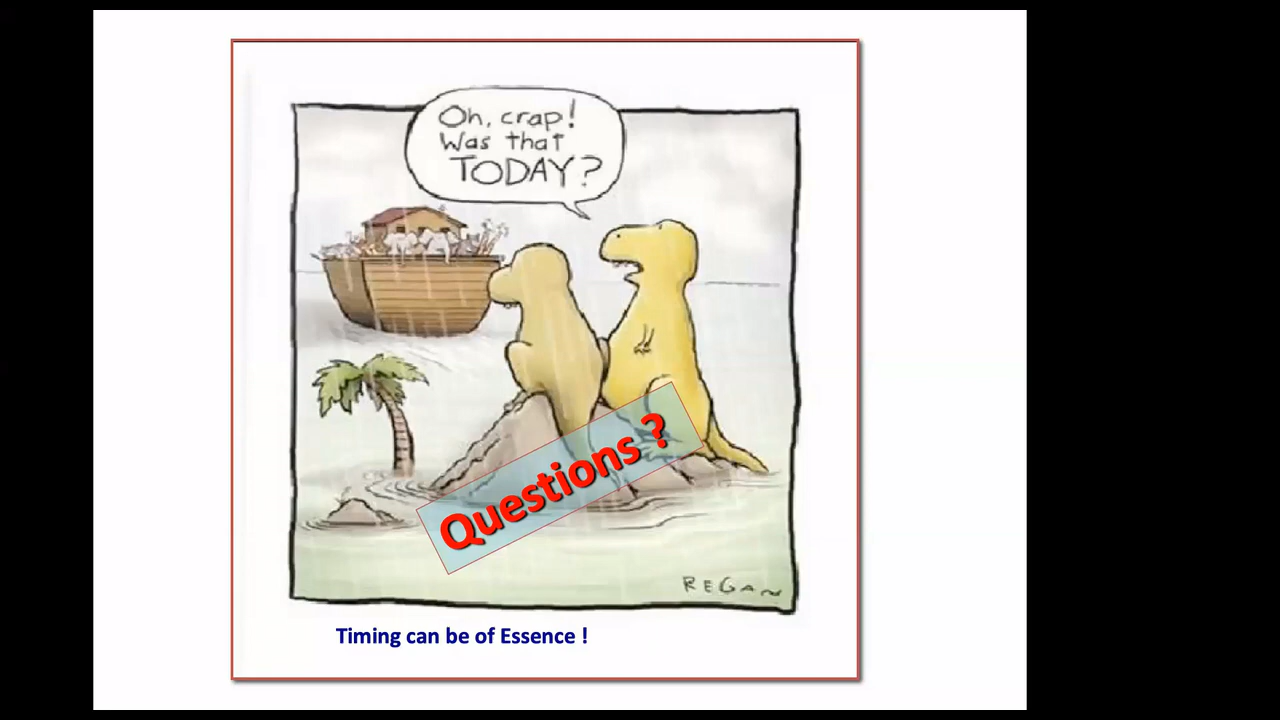 Oh, crap!
Was that
TODAY?
Questions ?
REGAN
Timing can be of Essence !